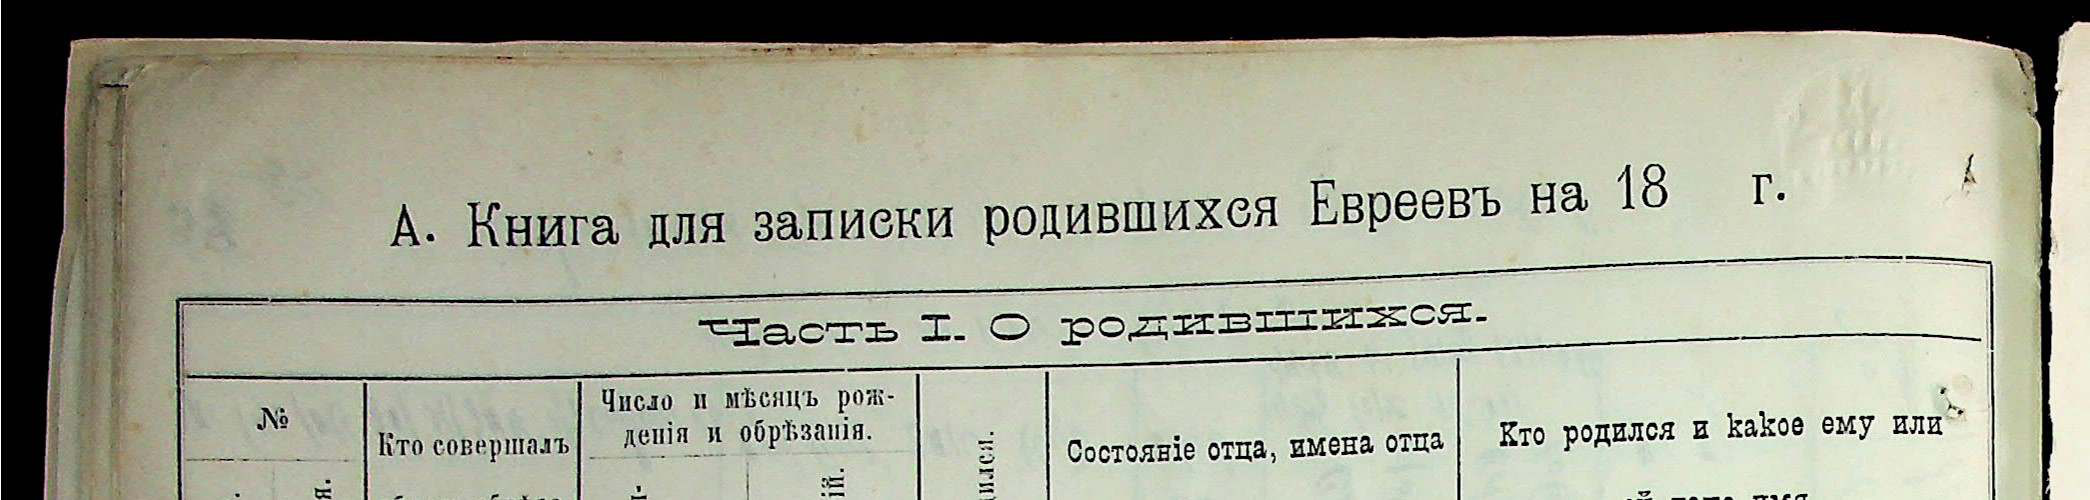 А. Книга для записки родившихся Евреевъ на 18 г.
Часть I. О родившихся.
№
Кто совершалъ
Число и мѣсяцъ рож-
денія и обрѣзанія.
Состояніе отца, имена отца
Кто родился и какое ему или